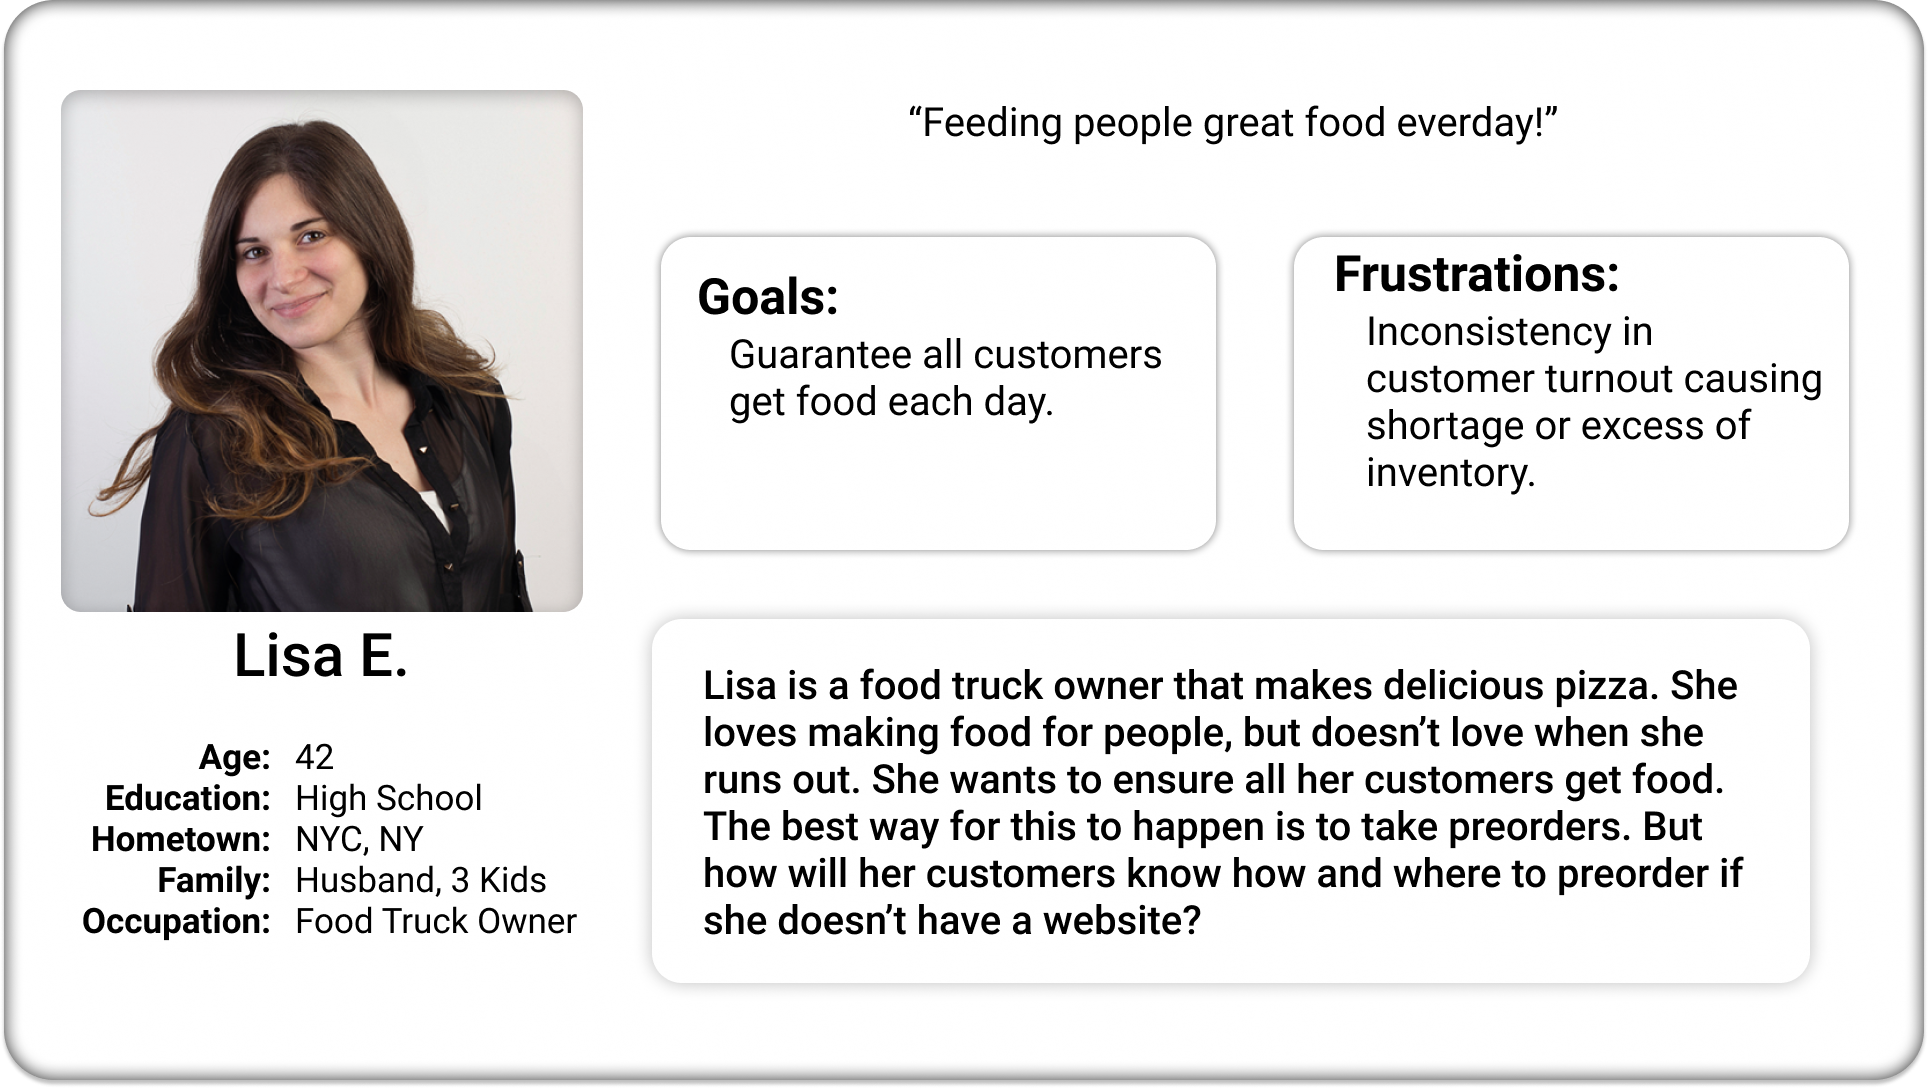 “Feeding people great food everday!”
Goals:
Guarantee all customers
get food each day.
Frustrations:
Inconsistency in
customer turnout causing
shortage or excess of
inventory.
Lisa E.
Age: 42
Education: High School
Hometown: NYC, NY
Family: Husband, 3 Kids
Occupation: Food Truck Owner
Lisa is a food truck owner that makes delicious pizza. She
loves making food for people, but doesn’t love when she
runs out. She wants to ensure all her customers get food.
The best way for this to happen is to take preorders. But
how will her customers know how and where to preorder if
she doesn’t have a website?